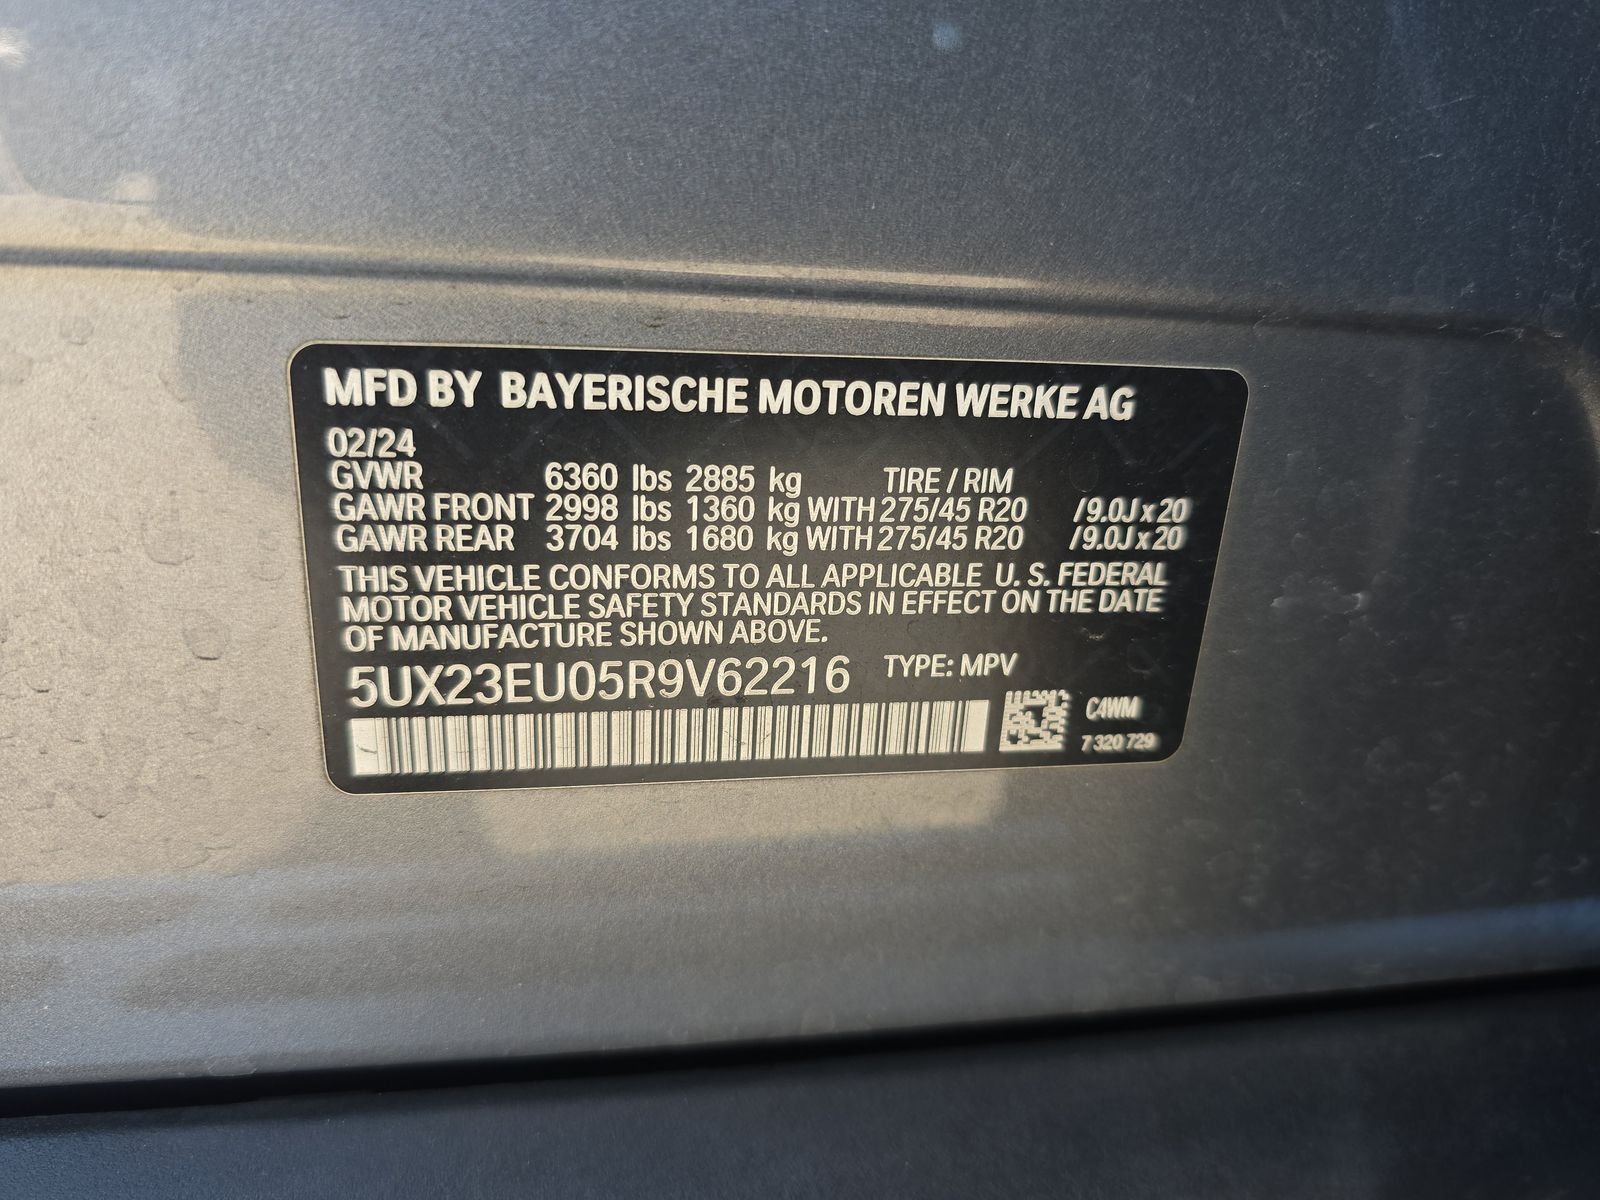 MFD BY BAYERISCHE MOTOREN WERKE AG
02/24
GVWR 6360 lbs 2885 kg TIRE / RIM
GAWR FRONT 2998 lbs 1360 kg WITH 275/45 R20 /9.0J x 20
GAWR REAR 3704 lbs 1680 kg WITH 275/45 R20 /9.0J x 20
THIS VEHICLE CONFORMS TO ALL APPLICABLE U. S. FEDERAL
MOTOR VEHICLE SAFETY STANDARDS IN EFFECT ON THE DATE
OF MANUFACTURE SHOWN ABOVE.
5UX23EU05R9V62216 TYPE: MPV
C4WM
7 320 729